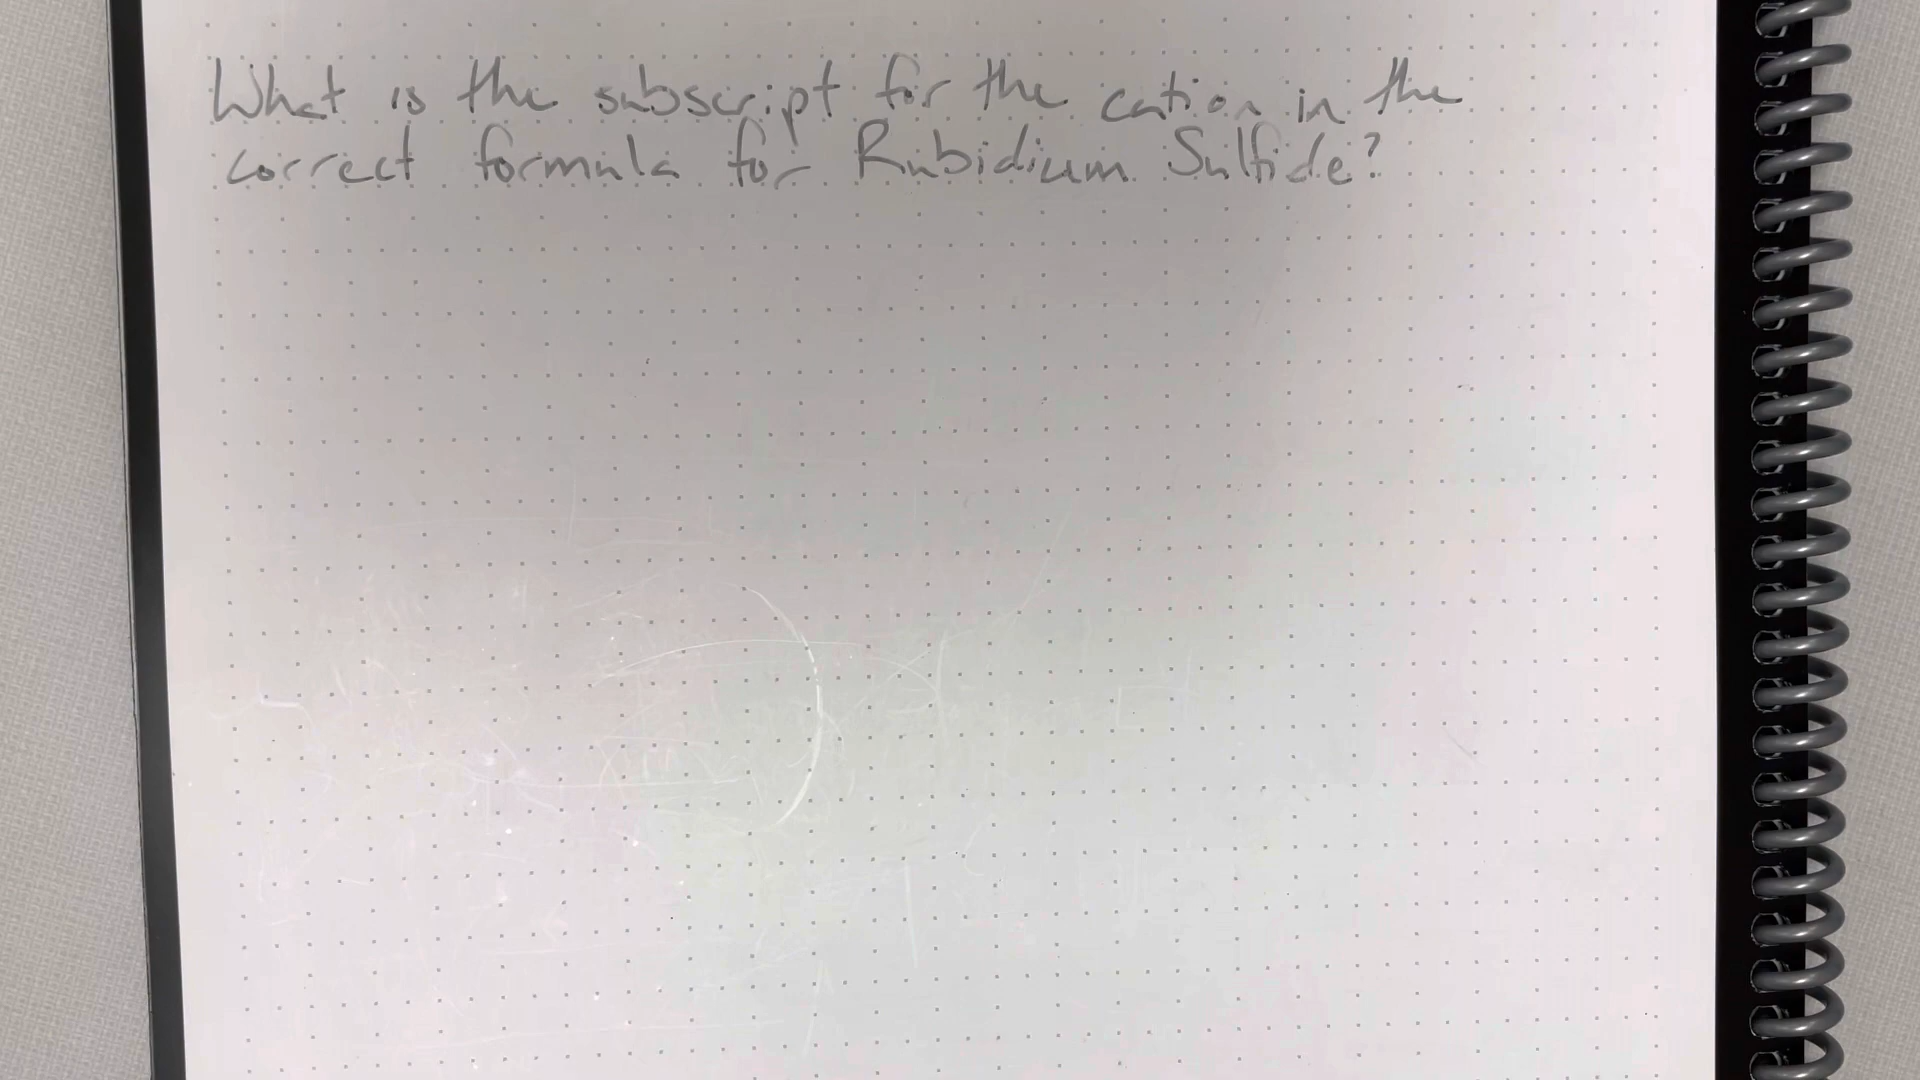 What is the subscript for the cation in the
correct formula for Rubidium Sulfide?